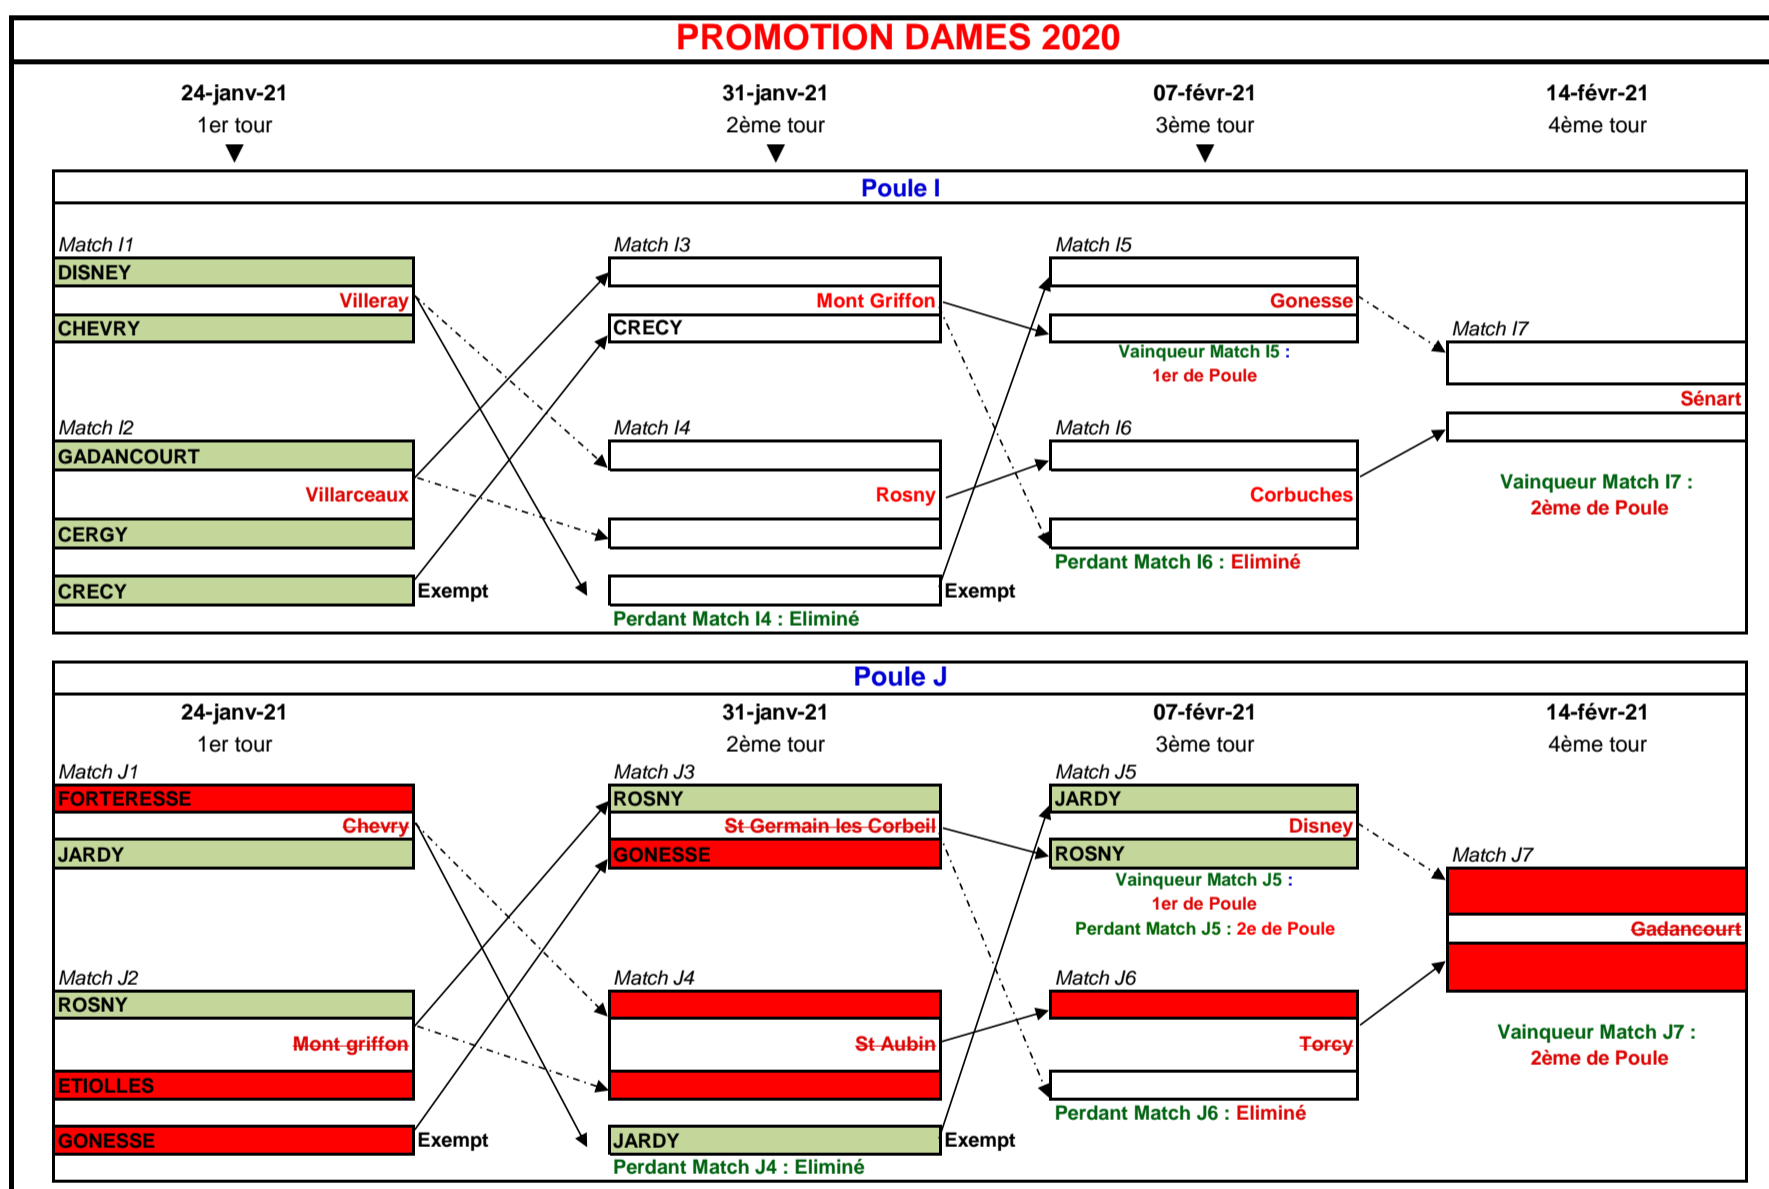 PROMOTION DAMES 2020
24-janv-21 31-janv-21 07-févr-21 14-févr-21
1er tour 2ème tour 3ème tour 4ème tour
Poule I
Match I1 Match I3 Match I5
DISNEY
Villeray Mont Griffon Gonesse
CHEVRY CRECY Match I7
Vainqueur Match I5 :
1er de Poule
Sénart
Match I2 Match I4 Match I6
GADANCOURT
Villarceaux Rosny Corbuches
Vainqueur Match I7 :
2ème de Poule
CERGY
Perdant Match I6 : Eliminé
CRECY Exempt Exempt
Perdant Match I4 : Eliminé
Poule J
24-janv-21 31-janv-21 07-févr-21 14-févr-21
1er tour 2ème tour 3ème tour 4ème tour
Match J1 Match J3 Match J5
FORTERESSE ROSNY JARDY
Chevry St Germain les Corbeil Disney
JARDY GONESSE ROSNY Match J7
Vainqueur Match J5 :
1er de Poule
Perdant Match J5 : 2e de Poule Gadancourt
Match J2 Match J4 Match J6
ROSNY
Mont griffon St Aubin Torcy
Vainqueur Match J7 :
2ème de Poule
ETIOLLES
Perdant Match J6 : Eliminé
GONESSE Exempt JARDY Exempt
Perdant Match J4 : Eliminé